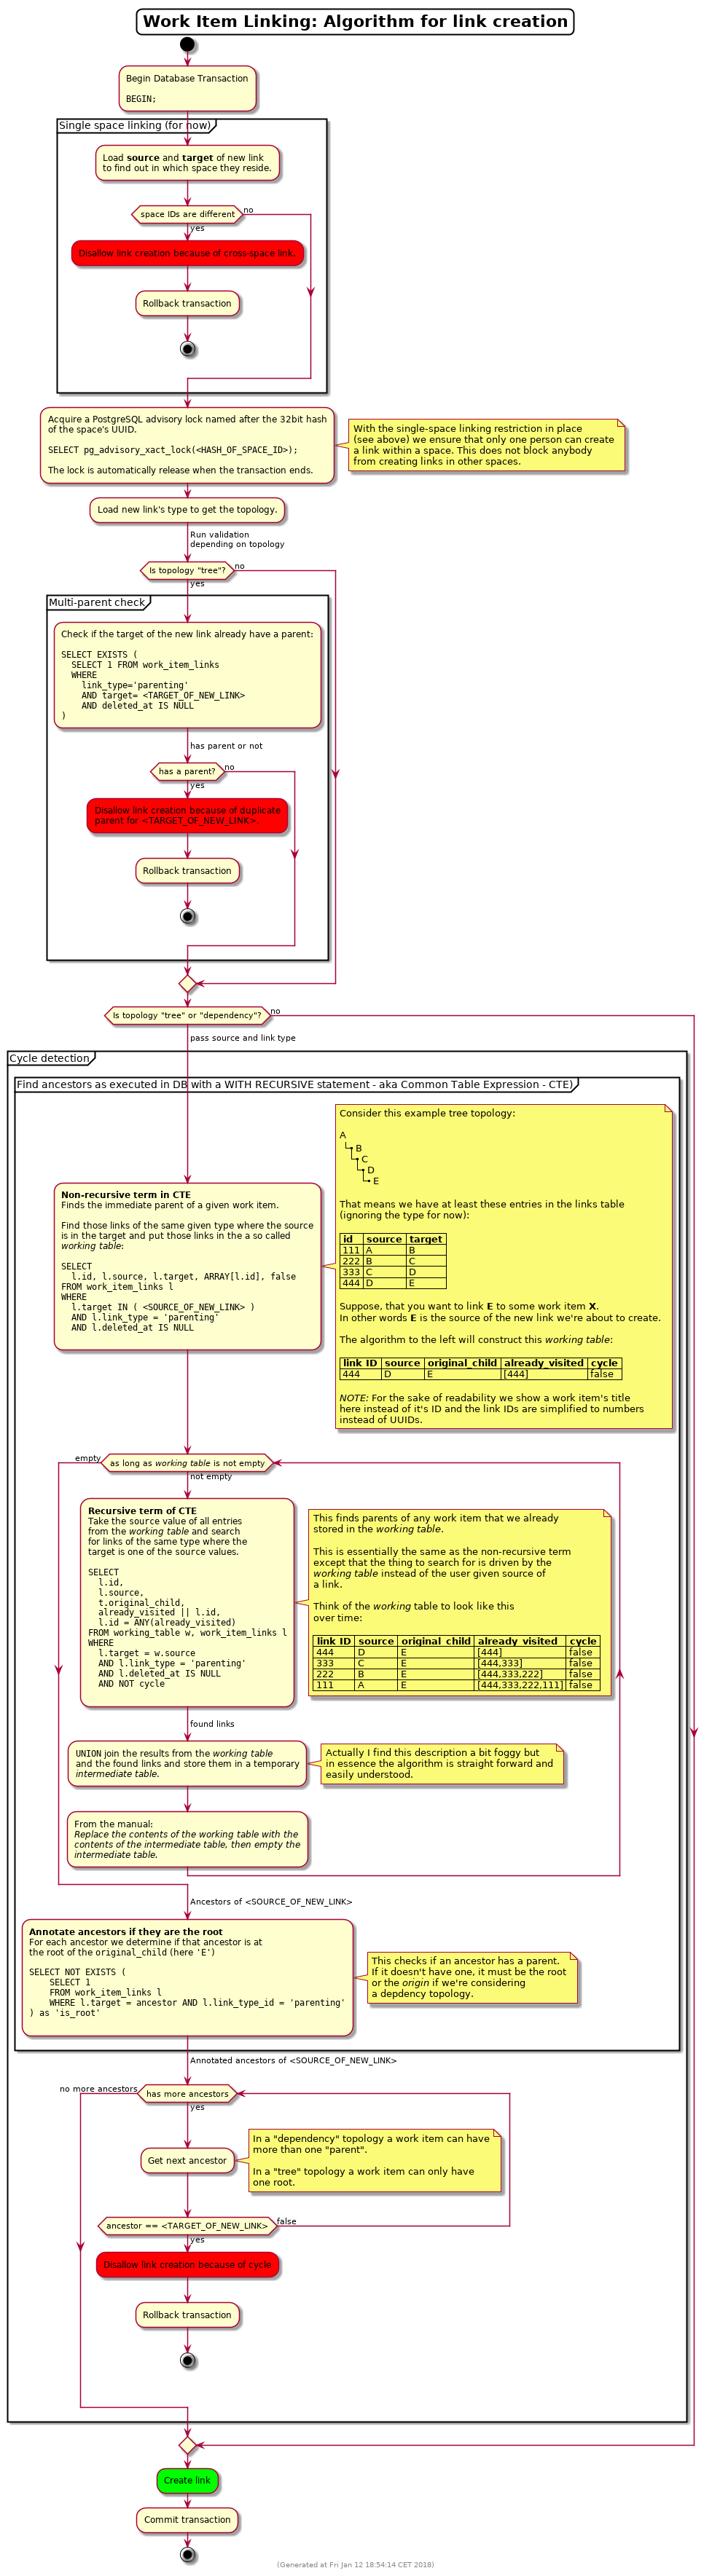 Work Item Linking: Algorithm for link creation
Begin Database Transaction
BEGIN;
Single space linking (for now)
Load source and target of new link
to find out in which space they reside.
space IDs are different
no
yes
Disallow link creation because of cross-space link.
Rollback transaction
Acquire a PostgreSQL advisory lock named after the 32bit hash
of the space's UUID.
SELECT pg_advisory_xact_lock(<HASH_OF_SPACE_ID>);
The lock is automatically release when the transaction ends.
With the single-space linking restriction in place
(see above) we ensure that only one person can create
a link within a space. This does not block anybody
from creating links in other spaces.
Load new link's type to get the topology.
Run validation
depending on topology
Is topology "tree"?
no
yes
Multi-parent check
Check if the target of the new link already have a parent:
SELECT EXISTS (
SELECT 1 FROM work_item_links
WHERE
link_type='parenting'
AND target= <TARGET_OF_NEW_LINK>
AND deleted_at IS NULL
)
has parent or not
has a parent?
no
yes
Disallow link creation because of duplicate
parent for <TARGET_OF_NEW_LINK>.
Rollback transaction
Is topology "tree" or "dependency"?
no
pass source and link type
Cycle detection
Find ancestors as executed in DB with a WITH RECURSIVE statement - aka Common Table Expression - CTE)
Non-recursive term in CTE
Finds the immediate parent of a given work item.
Find those links of the same given type where the source
is in the target and put those links in the a so called
working table:
SELECT
l.id, l.source, l.target, ARRAY[l.id], false
FROM work_item_links l
WHERE
l.target IN ( <SOURCE_OF_NEW_LINK> )
AND l.link_type = 'parenting'
AND l.deleted_at IS NULL
Consider this example tree topology:
A
B
C
D
E
That means we have at least these entries in the links table
(ignoring the type for now):
id source target
111 A B
222 B C
333 C D
444 D E
Suppose, that you want to link E to some work item X.
In other words E is the source of the new link we're about to create.
The algorithm to the left will construct this working table:
link ID source original_child already_visited cycle
444 D E [444] false
NOTE: For the sake of readability we show a work item's title
here instead of it's ID and the link IDs are simplified to numbers
instead of UUIDs.
empty
as long as working table is not empty
not empty
Recursive term of CTE
Take the source value of all entries
from the working table and search
for links of the same type where the
target is one of the source values.
SELECT
l.id,
l.source,
t.original_child,
already_visited || l.id,
l.id = ANY(already_visited)
FROM working_table w, work_item_links l
WHERE
l.target = w.source
AND l.link_type = 'parenting'
AND l.deleted_at IS NULL
AND NOT cycle
This finds parents of any work item that we already
stored in the working table.
This is essentially the same as the non-recursive term
except that the thing to search for is driven by the
working table instead of the user given source of
a link.
Think of the working table to look like this
over time:
link ID source original_child already_visited cycle
444 D E [444] false
333 C E [444,333] false
222 B E [444,333,222] false
111 A E [444,333,222,111] false
found links
UNION join the results from the working table
and the found links and store them in a temporary
intermediate table.
Actually I find this description a bit foggy but
in essence the algorithm is straight forward and
easily understood.
From the manual:
Replace the contents of the working table with the
contents of the intermediate table, then empty the
intermediate table.
Ancestors of <SOURCE_OF_NEW_LINK>
Annotate ancestors if they are the root
For each ancestor we determine if that ancestor is at
the root of the original_child (here 'E')
SELECT NOT EXISTS (
SELECT 1
FROM work_item_links l
WHERE l.target = ancestor AND l.link_type_id = 'parenting'
) as 'is_root'
This checks if an ancestor has a parent.
If it doesn't have one, it must be the root
or the origin if we're considering
a depdency topology.
Annotated ancestors of <SOURCE_OF_NEW_LINK>
no more ancestors
has more ancestors
yes
Get next ancestor
In a "dependency" topology a work item can have
more than one "parent".
In a "tree" topology a work item can only have
one root.
ancestor == <TARGET_OF_NEW_LINK>
false
yes
Disallow link creation because of cycle
Rollback transaction
Create link
Commit transaction
(Generated at Fri Jan 12 18:54:14 CET 2018)